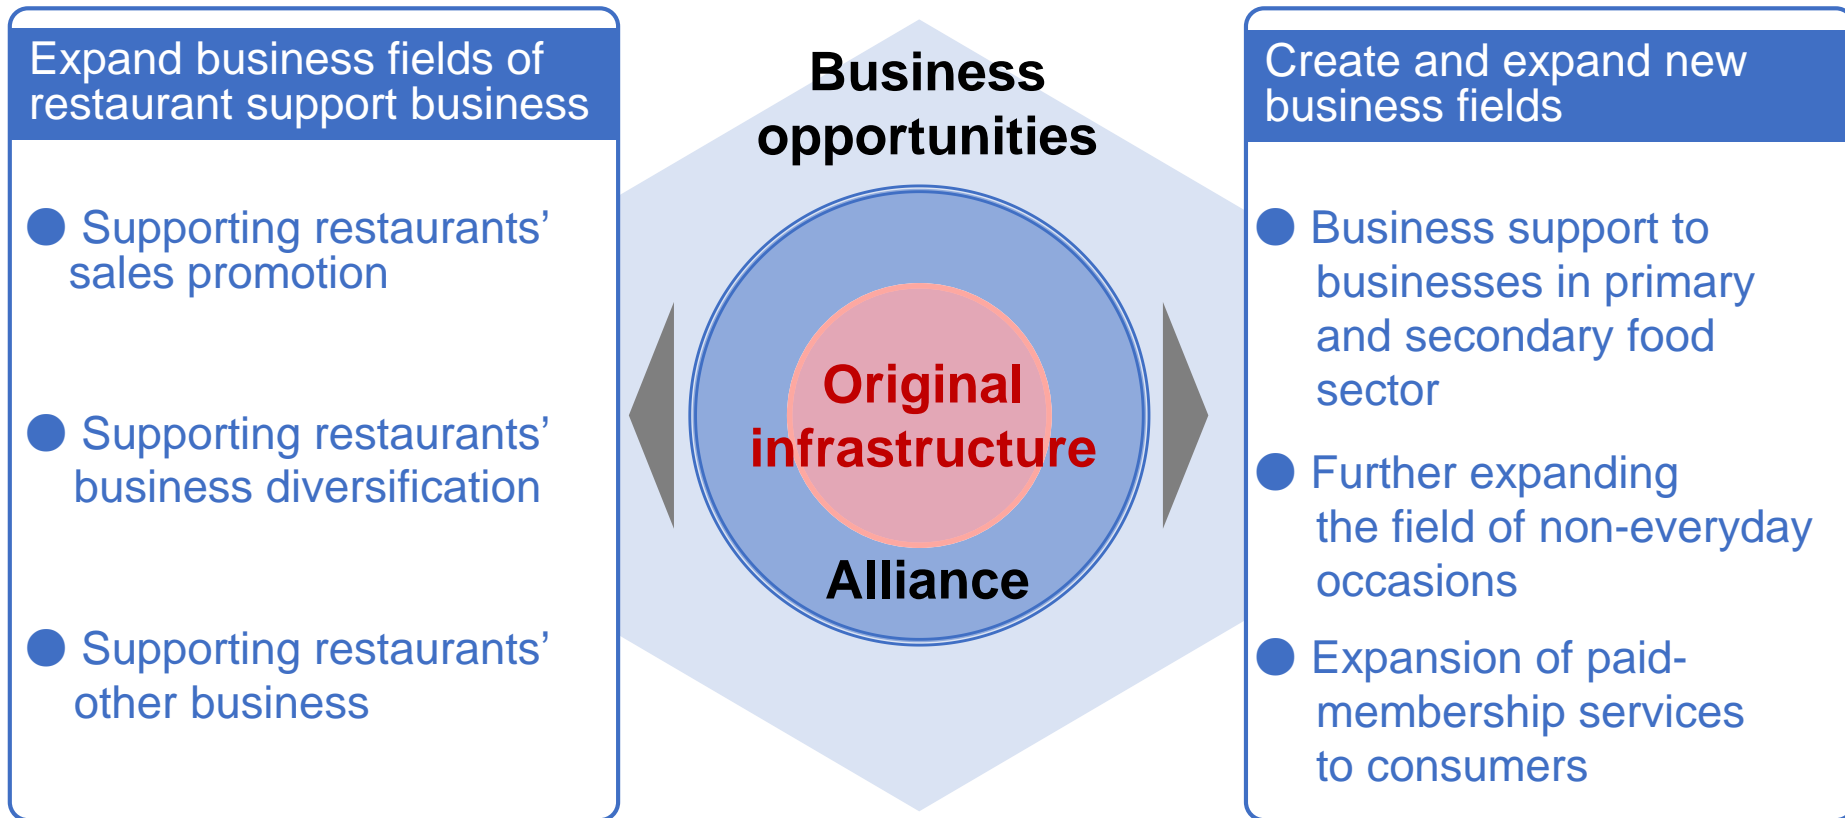 Expand business fields of
restaurant support business
● Supporting restaurants’
sales promotion
● Supporting restaurants’
business diversification
● Supporting restaurants’
other business
Business
opportunities
Original
infrastructure
Alliance
Create and expand new
business fields
● Business support to
businesses in primary
and secondary food
sector
● Further expanding
the field of non-everyday
occasions
● Expansion of paid-
membership services
to consumers